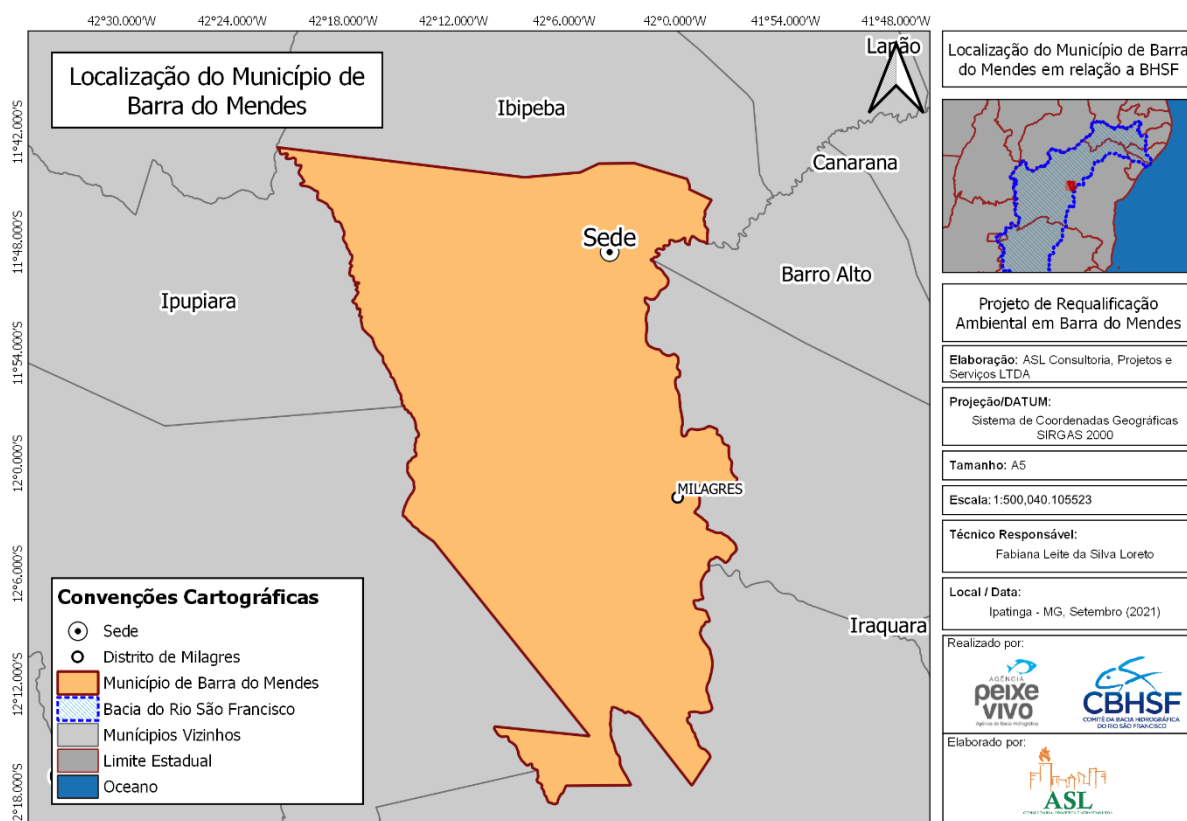 42°30.000'W 42°24.000'W 42°18.000'W 42°12.000'W 42°6.000'W 42°0.000'W 41°54.000'W 41°48.000'W
Localização do Município de
Barra do Mendes
Lapão
Ibipeba
Canarana
Sede
Barro Alto
Ipupiara
MILAGRES
Iraquara
11°42.000'S
11°48.000'S
11°54.000'S
12°0.000'S
12°6.000'S
12°12.000'S
2°18.000'S
Convenções Cartográficas
Sede
Distrito de Milagres
Município de Barra do Mendes
Bacia do Rio São Francisco
Munícipios Vizinhos
Limite Estadual
Oceano
Localização do Município de Barra
do Mendes em relação a BHSF
Projeto de Requalificação
Ambiental em Barra do Mendes
Elaboração: ASL Consultoria, Projetos e
Serviços LTDA
Projeção/DATUM:
Sistema de Coordenadas Geográficas
SIRGAS 2000
Tamanho: A5
Escala: 1:500,040.105523
Técnico Responsável:
Fabiana Leite da Silva Loreto
Local / Data:
Ipatinga - MG, Setembro (2021)
Realizado por:
AGÊNCIA
peixe
vivo
Agência de Bacia Hidrográfica
CBHSF
COMITÊ DA BACIA HIDROGRÁFICA
DO RIO SÃO FRANCISCO
Elaborado por:
ASL